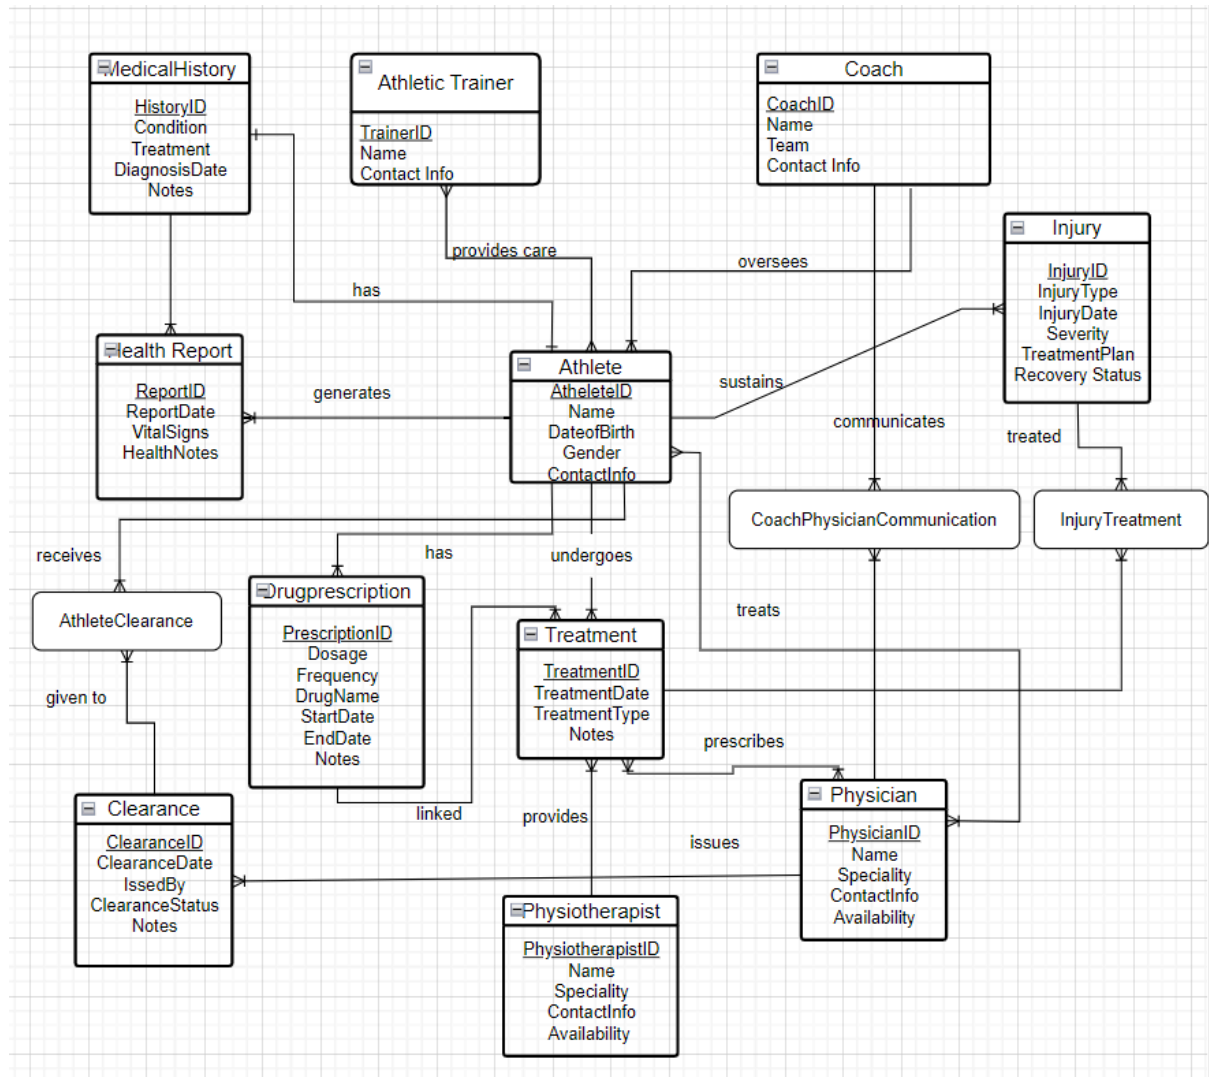 MedicalHistory
HistoryID
Condition
Treatment
DiagnosisDate
Notes
Athletic Trainer
TrainerID
Name
Contact Info
Coach
CoachID
Name
Team
Contact Info
Injury
InjuryID
InjuryType
InjuryDate
Severity
TreatmentPlan
Recovery Status
provides care
oversees
has
Health Report
ReportID
ReportDate
VitalSigns
HealthNotes
generates
Athlete
AtheleteID
Name
DateofBirth
Gender
ContactInfo
sustains
communicates
treated
CoachPhysicianCommunication
InjuryTreatment
receives
has
undergoes
AthleteClearance
Drugprescription
PrescriptionID
Dosage
Frequency
DrugName
StartDate
EndDate
Notes
treats
Treatment
TreatmentID
TreatmentDate
TreatmentType
Notes
given to
prescribes
linked
provides
issues
Clearance
ClearanceID
ClearanceDate
IssedBy
ClearanceStatus
Notes
Physician
PhysicianID
Name
Speciality
ContactInfo
Availability
Physiotherapist
PhysiotherapistID
Name
Speciality
ContactInfo
Availability